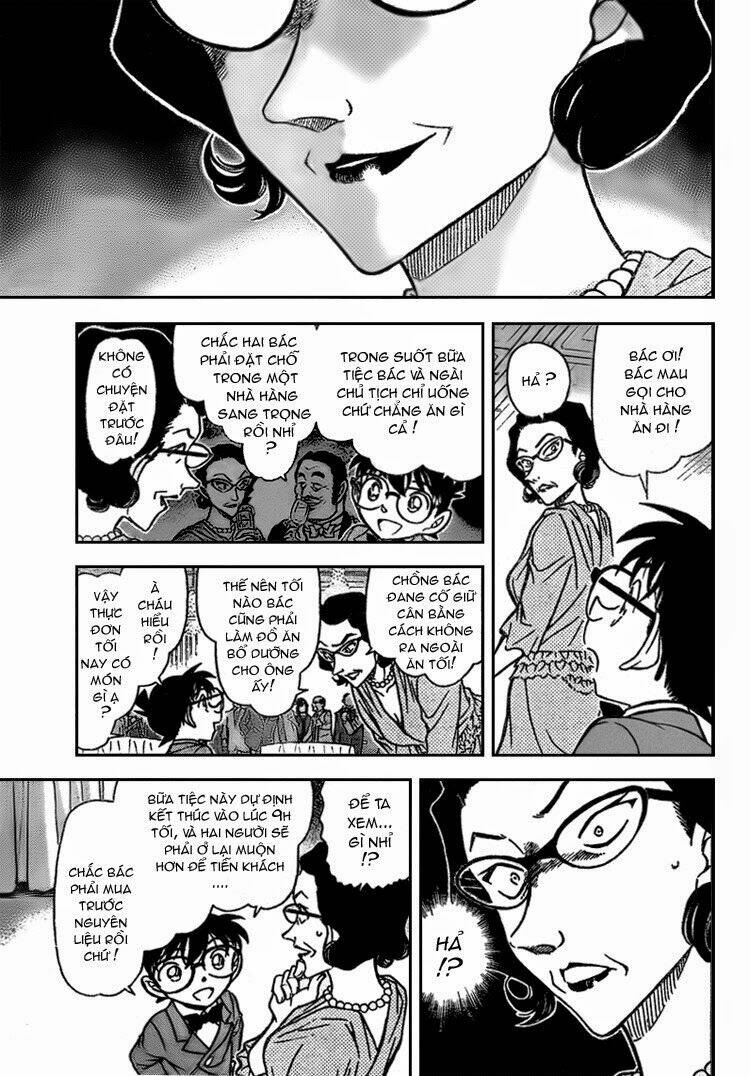 BÁC ƠI!
BÁC MAU
GỌI CHO
NHÀ HÀNG
ĂN ĐI!
HẢ?
TRONG SUỐT BỮA
TIỆC BÁC VÀ NGÀI
CHỦ TỊCH CHỈ UỐNG
CHỨ CHẲNG ĂN GÌ
CẢ!
CHẮC HAI BÁC
PHẢI ĐẶT CHỖ
TRONG MỘT
NHÀ HÀNG
SANG TRỌNG
RỒI NHỈ
?
KHÔNG
CÓ
CHUYỆN
ĐẶT
TRƯỚC
ĐÂU!
CHỒNG BÁC
ĐANG CỐ GIỮ
CÂN BẰNG
CÁCH KHÔNG
RA NGOÀI
ĂN TỐI!
THẾ NÊN TỐI
NÀO BÁC
CŨNG PHẢI
LÀM ĐỒ ĂN
BỔ DƯỠNG
CHO ÔNG
ẤY!
À
CHÁU
HIỂU
RỒI!
VẬY
THỰC
ĐƠN
TỐI
NAY CÓ
MÓN
GÌ Ạ
?
HẢ
!?
ĐỂ TA
XEM...
GÌ NHỈ
!?
BỮA TIỆC NÀY DỰ ĐỊNH
KẾT THÚC VÀO LÚC 9H
TỐI, VÀ HAI NGƯỜI SẼ
PHẢI Ở LẠI MUỘN
HƠN ĐỂ TIỄN KHÁCH
....
CHẮC BÁC
PHẢI MUA
TRƯỚC
NGUYÊN
LIỆU RỒI
CHỨ!